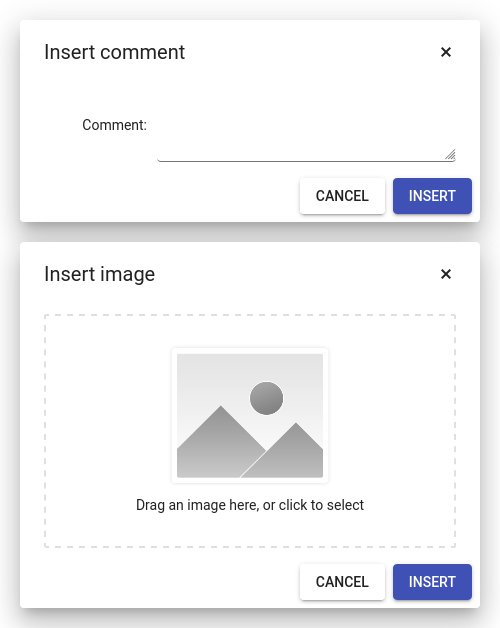 Insert comment
Comment:
CANCEL INSERT
Insert image
Drag an image here, or click to select
CANCEL INSERT